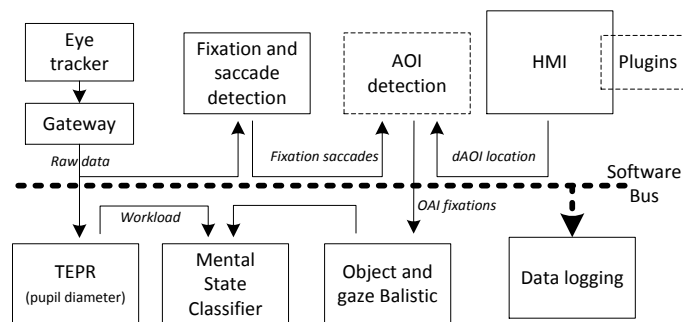 Eye
tracker
Fixation and
saccade
detection
AOI
detection
HMI
Plugins
Gateway
Raw data
Fixation saccades
dAOI location
Software
Bus
Workload
OAI fixations
TEPR
(pupil diameter)
Mental
State
Classifier
Object and
gaze Balistic
Data logging